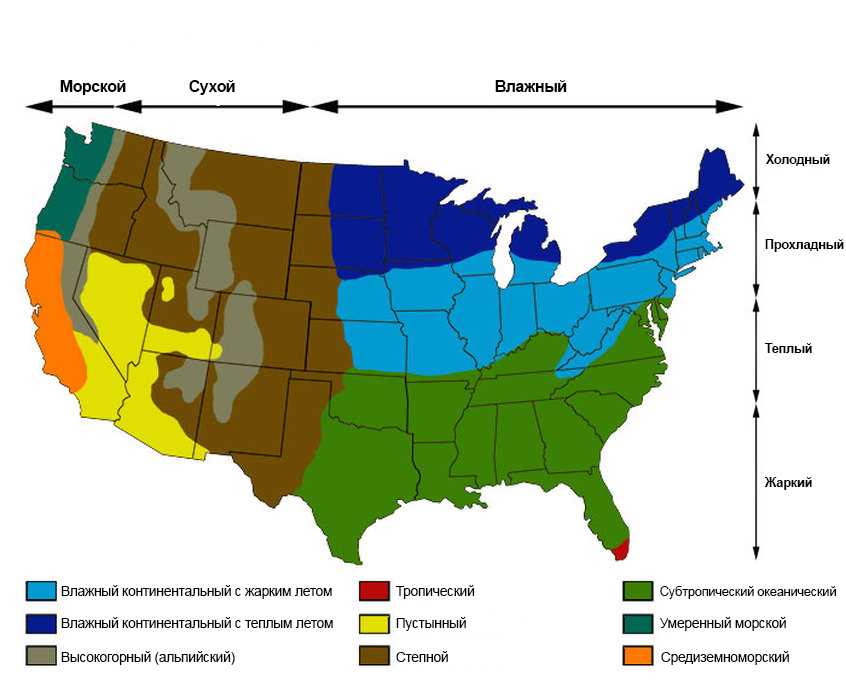 Морской
Сухой
Влажный
Холодный
Прохладный
Теплый
Жаркий
Влажный континентальный с жарким летом
Тропический
Субтропический океанический
Влажный континентальный с теплым летом
Пустынный
Умеренный морской
Высокогорный (альпийский)
Степной
Средиземноморский